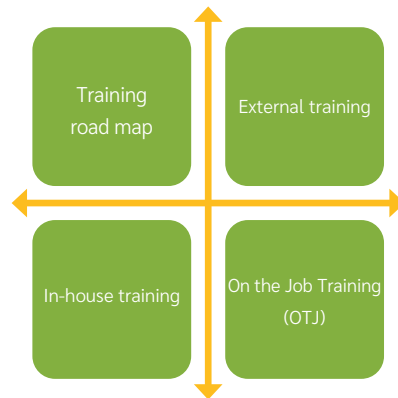 Training
road map
External training
In-house training
On the Job Training
(OTJ)